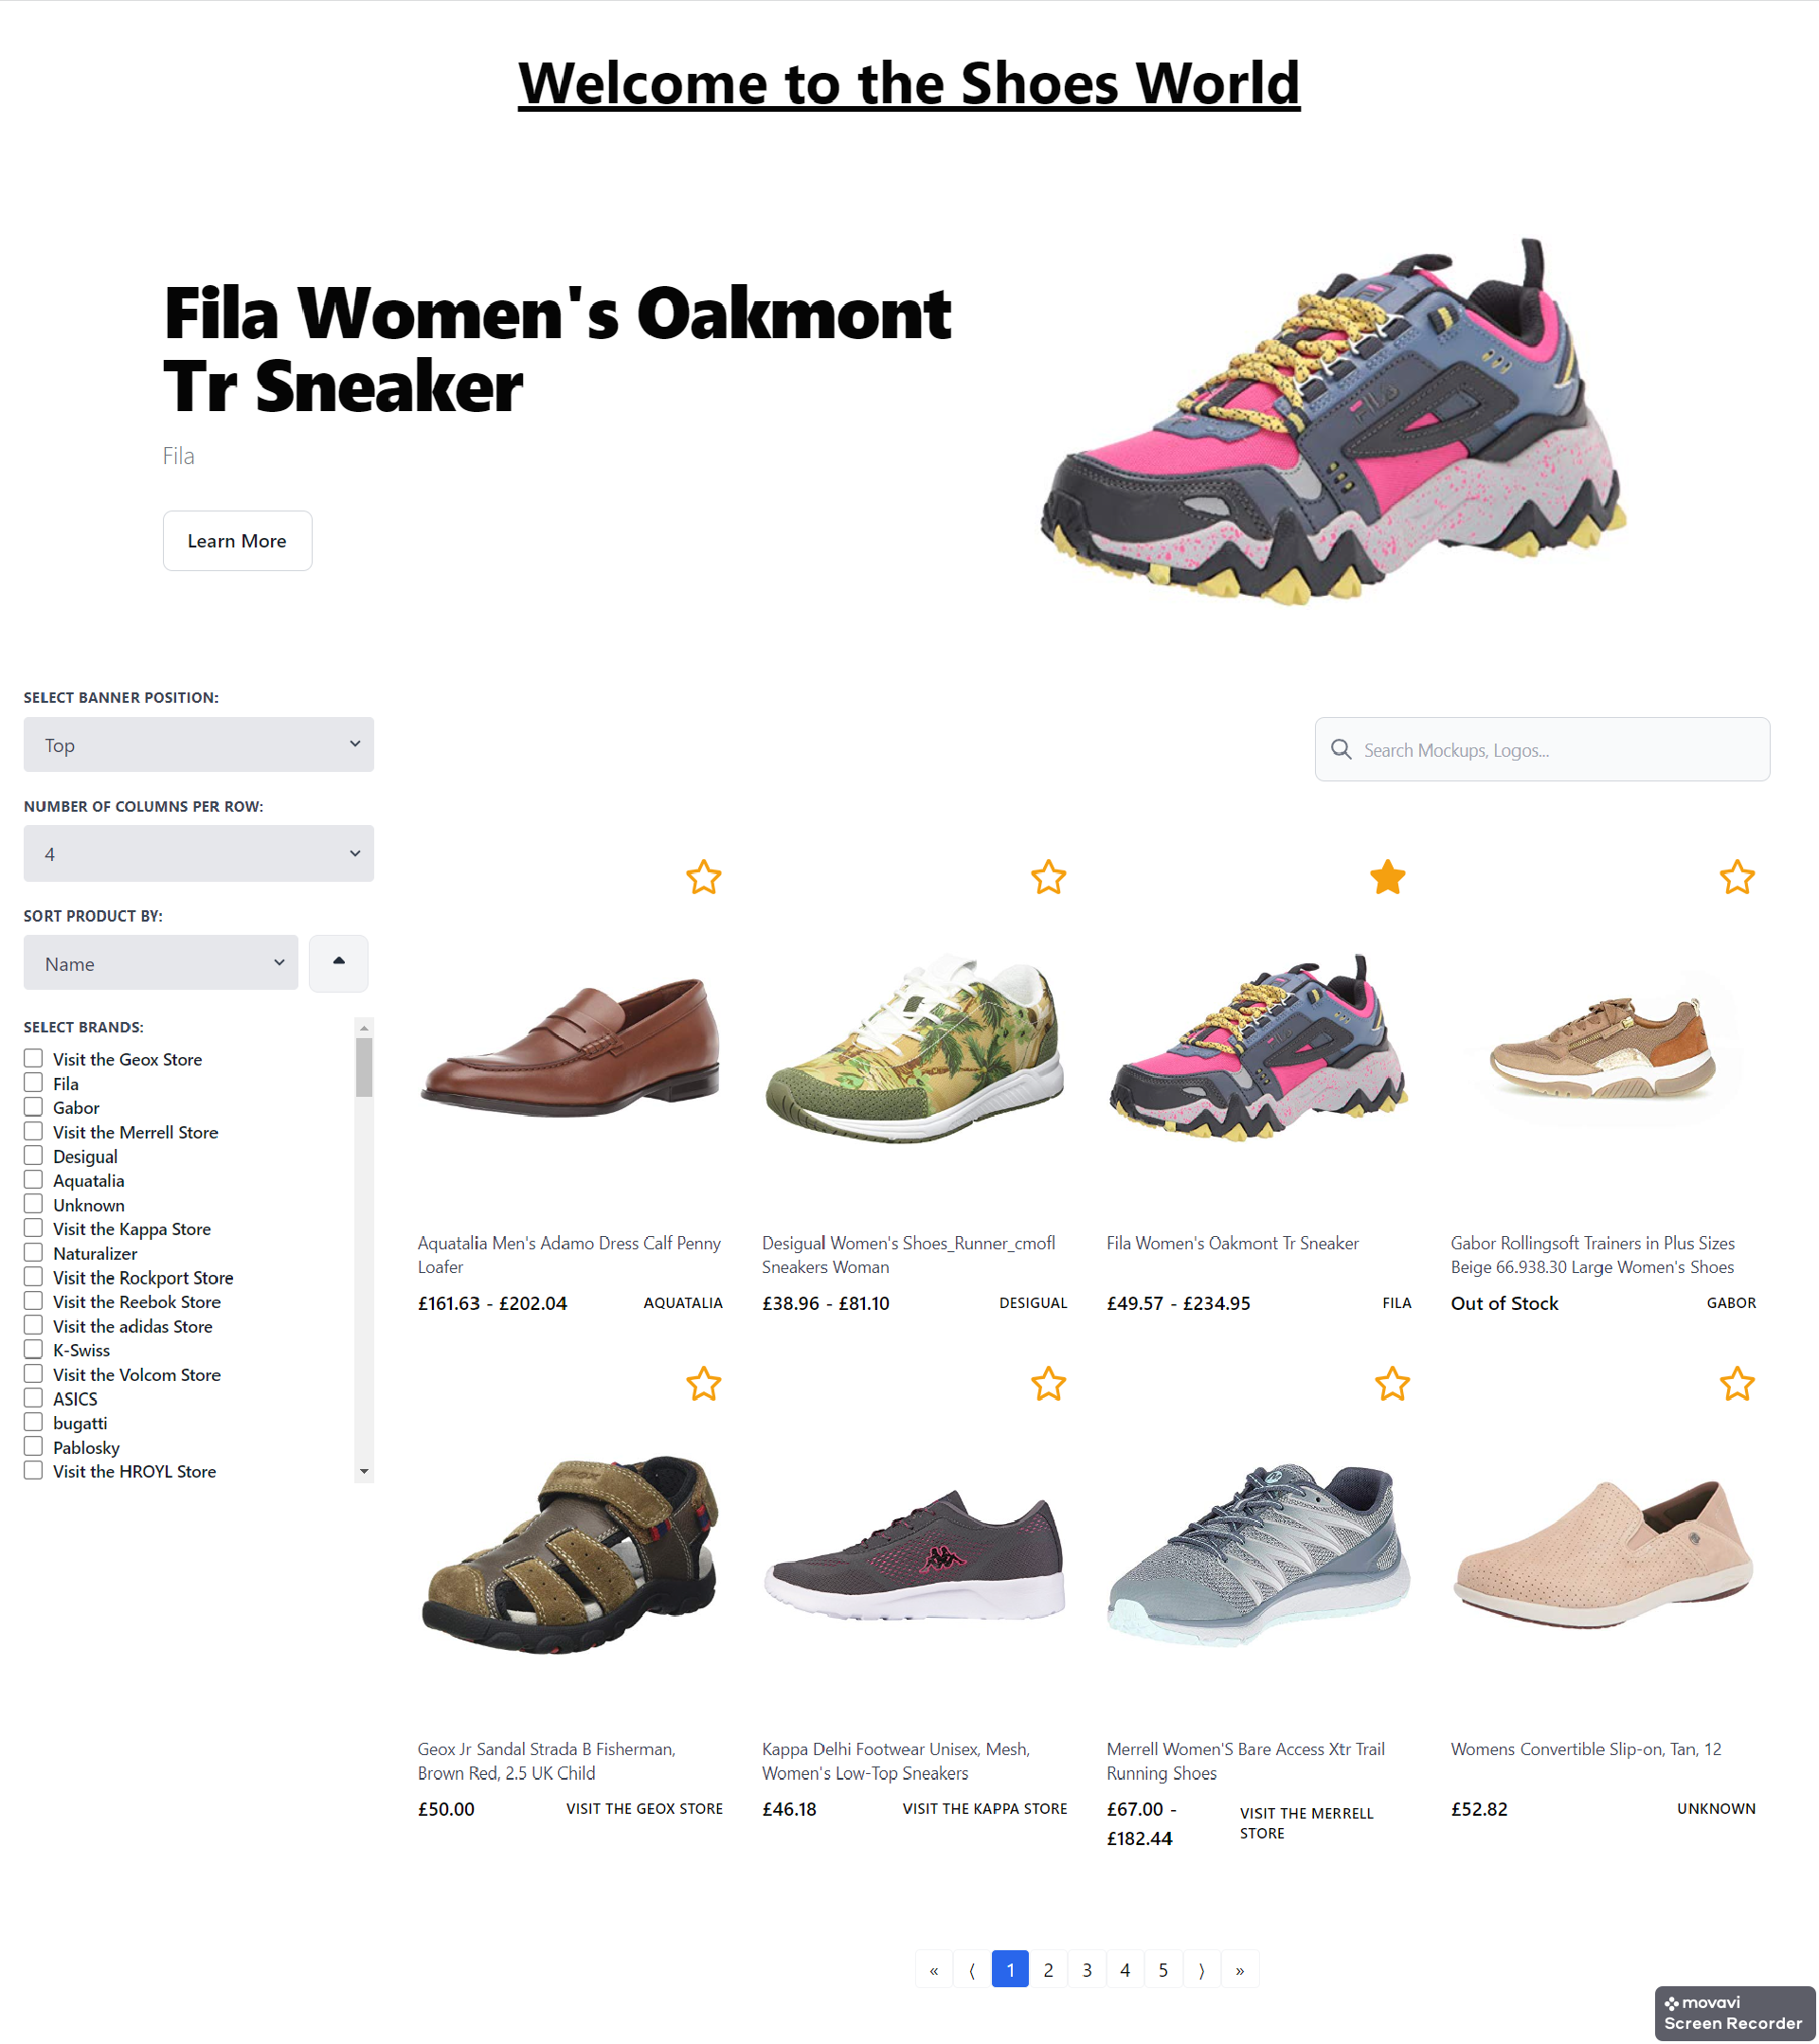 Welcome to the Shoes World
Fila Women's Oakmont
Tr Sneaker
Fila
Learn More
FILA
SELECT BANNER POSITION:
Top
Search Mockups, Logos...
NUMBER OF COLUMNS PER ROW:
4
SORT PRODUCT BY:
Name
SELECT BRANDS:
Visit the Geox Store
Fila
Gabor
Visit the Merrell Store
Desigual
Aquatalia
Unknown
Visit the Kappa Store
Naturalizer
Visit the Rockport Store
Visit the Reebok Store
Visit the adidas Store
K-Swiss
Visit the Volcom Store
ASICS
bugatti
Pablosky
Visit the HROYL Store
Aquatalia Men's Adamo Dress Calf Penny
Loafer
£161.63 - £202.04 AQUATALIA
Desigual Women's Shoes_Runner_cmofl
Sneakers Woman
£38.96 - £81.10 DESIGUAL
Fila Women's Oakmont Tr Sneaker
£49.57 - £234.95 FILA
Gabor Rollingsoft Trainers in Plus Sizes
Beige 66.938.30 Large Women's Shoes
Out of Stock GABOR
Geox Jr Sandal Strada B Fisherman,
Brown Red, 2.5 UK Child
£50.00 VISIT THE GEOX STORE
Kappa Delhi Footwear Unisex, Mesh,
Women's Low-Top Sneakers
£46.18 VISIT THE KAPPA STORE
Merrell Women'S Bare Access Xtr Trail
Running Shoes
£67.00 -
£182.44
VISIT THE MERRELL
STORE
Womens Convertible Slip-on, Tan, 12
£52.82 UNKNOWN
« ⟨ 1 2 3 4 5 ⟩ »
movavi
Screen Recorder